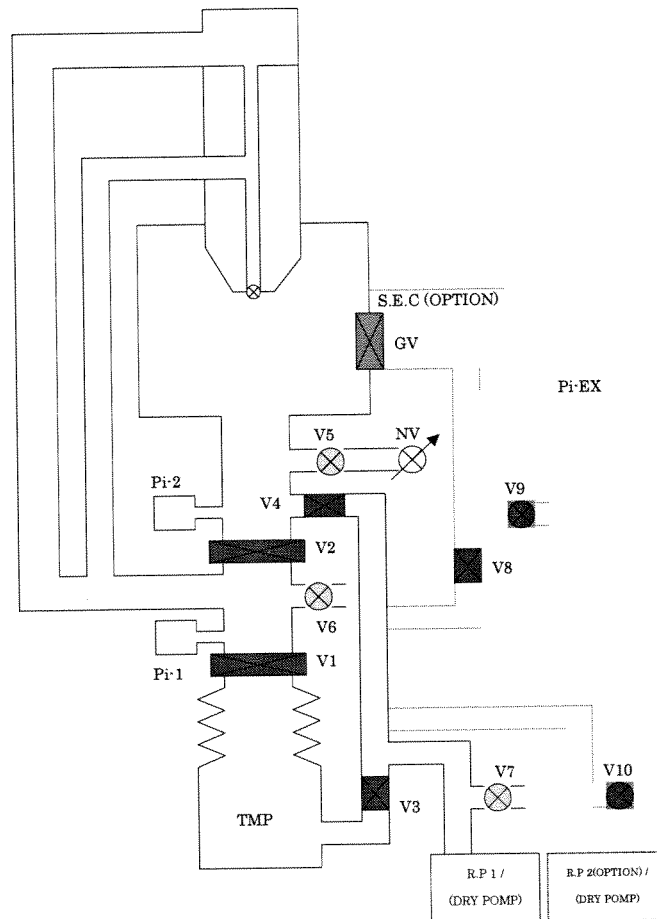 S.E.C (OPTION)
GV
Pi-EX
V5
NV
Pi-2
V4
V9
V2
V8
V6
Pi-1
V1
V7
V10
V3
TMP
R.P 1 /
(DRY POMP)
R.P 2(OPTION) /
(DRY POMP)